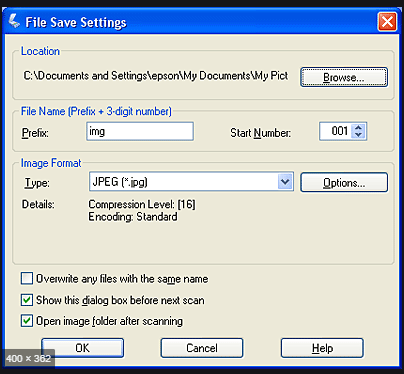 File Save Settings
Location
C:\Documents and Settings\epson\My Documents\My Pict
Browse...
File Name (Prefix + 3-digit number)
Prefix: img Start Number: 001
Image Format
Type: JPEG (*.jpg) Options...
Details: Compression Level: [16]
Encoding: Standard
Overwrite any files with the same name
Show this dialog box before next scan
Open image folder after scanning
OK Cancel Help
400 × 362